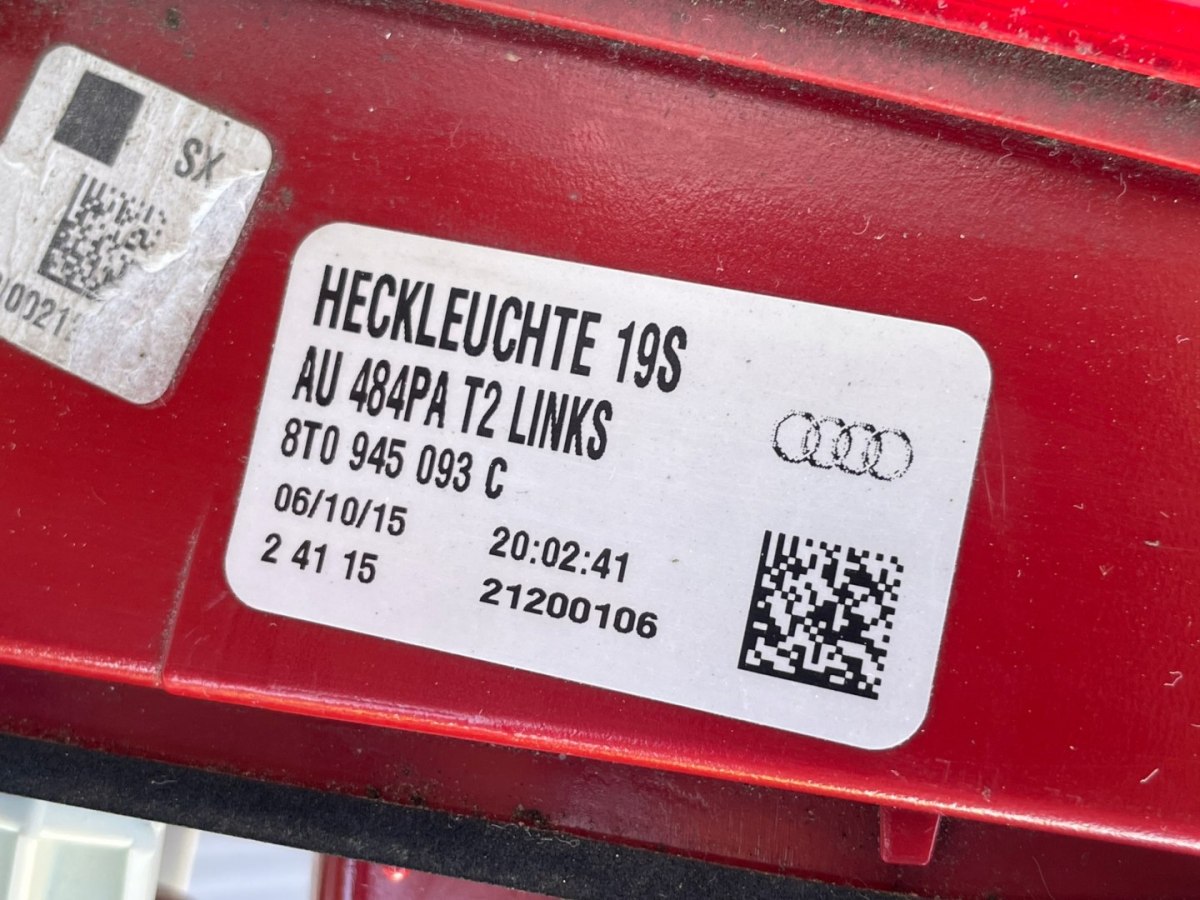 SX
HECKLEUCHTE 19S
AU 484PA T2 LINKS
8T0 945 093 C
06/10/15 20:02:41
2 41 15 21200106